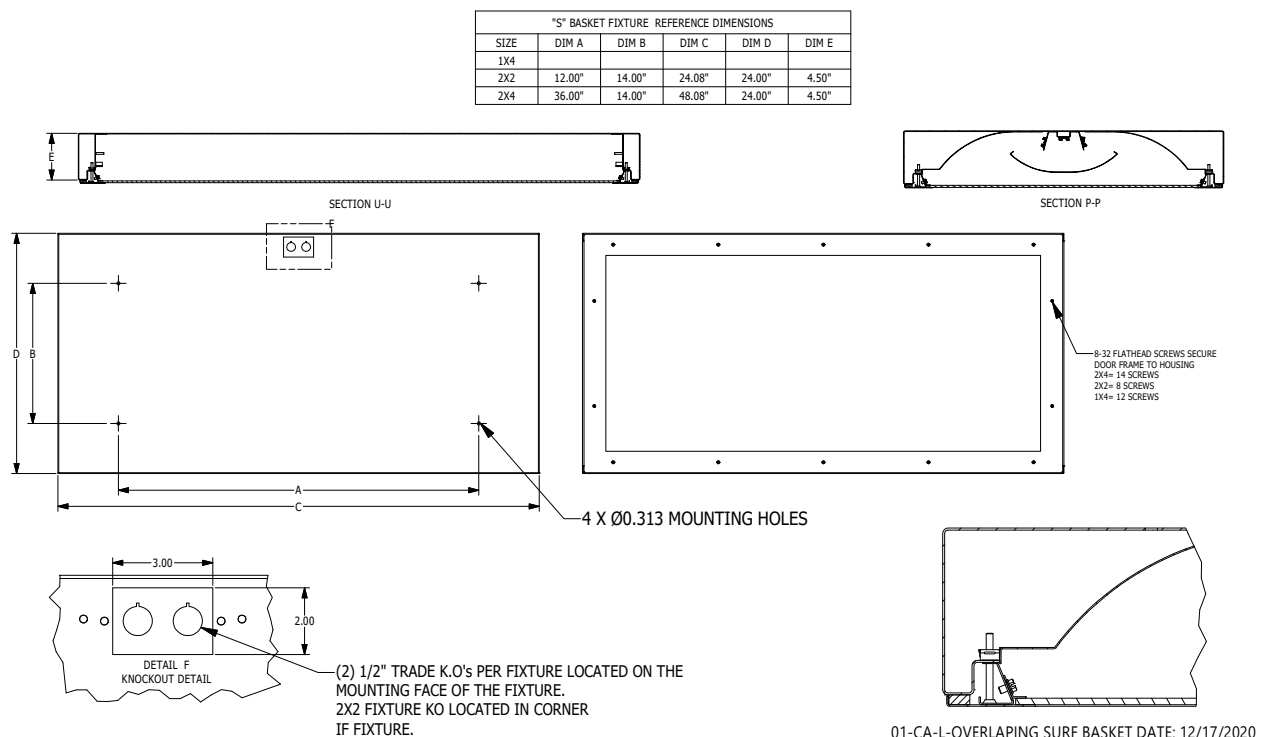 "S" BASKET FIXTURE REFERENCE DIMENSIONS
SIZE DIM A DIM B DIM C DIM D DIM E
1X4
2X2 12.00" 14.00" 24.08" 24.00" 4.50"
2X4 36.00" 14.00" 48.08" 24.00" 4.50"
E
SECTION U-U
SECTION P-P
F
D
B
A
C
4 X Ø0.313 MOUNTING HOLES
8-32 FLATHEAD SCREWS SECURE
DOOR FRAME TO HOUSING
2X4= 14 SCREWS
2X2= 8 SCREWS
1X4= 12 SCREWS
3.00
2.00
DETAIL F
KNOCKOUT DETAIL
(2) 1/2" TRADE K.O's PER FIXTURE LOCATED ON THE
MOUNTING FACE OF THE FIXTURE.
2X2 FIXTURE KO LOCATED IN CORNER
IF FIXTURE.
01-CA-L-OVERLAPING SURF BASKET DATE: 12/17/2020